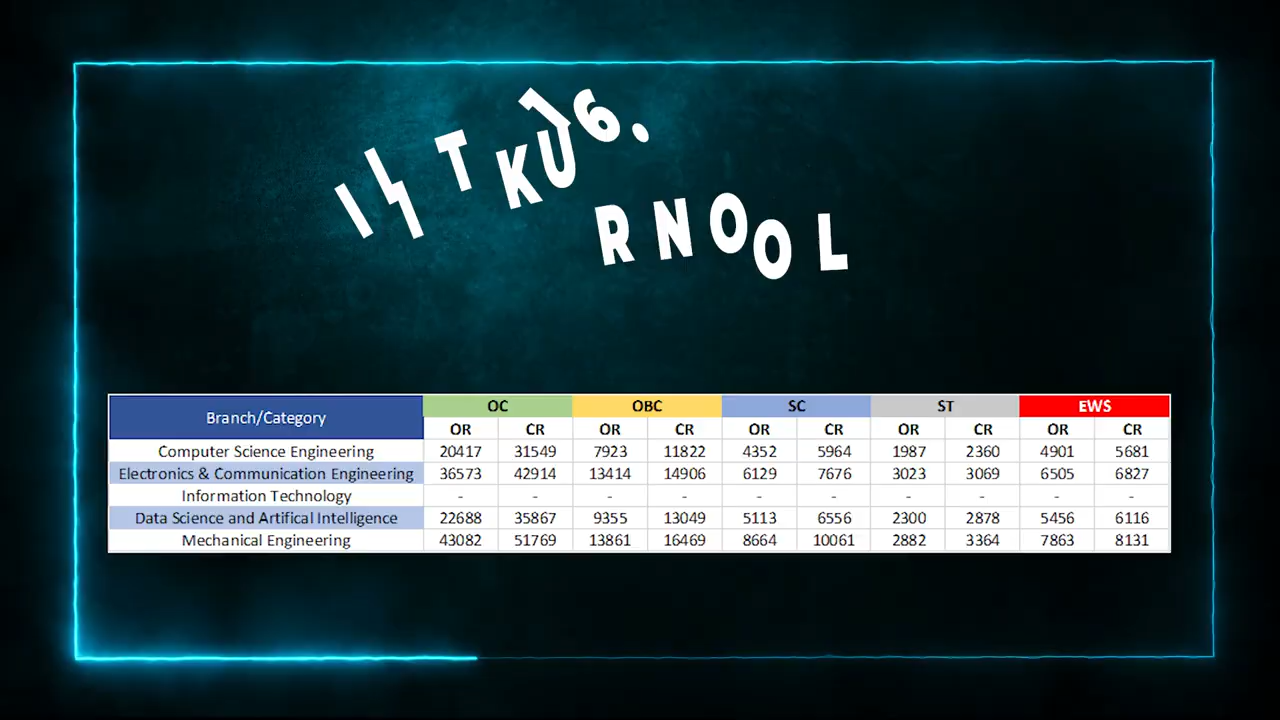 16. IIIT KURNOOL
Branch/Category OC OBC SC ST EWS
OR CR OR CR OR CR OR CR OR CR
Computer Science Engineering 20417 31549 7923 11822 4352 5964 1987 2360 4901 5681
Electronics & Communication Engineering 36573 42914 13414 14906 6129 7676 3023 3069 6505 6827
Information Technology - - - - - - - - - -
Data Science and Artifical Intelligence 22688 35867 9355 13049 5113 6556 2300 2878 5456 6116
Mechanical Engineering 43082 51769 13861 16469 8664 10061 2882 3364 7863 8131